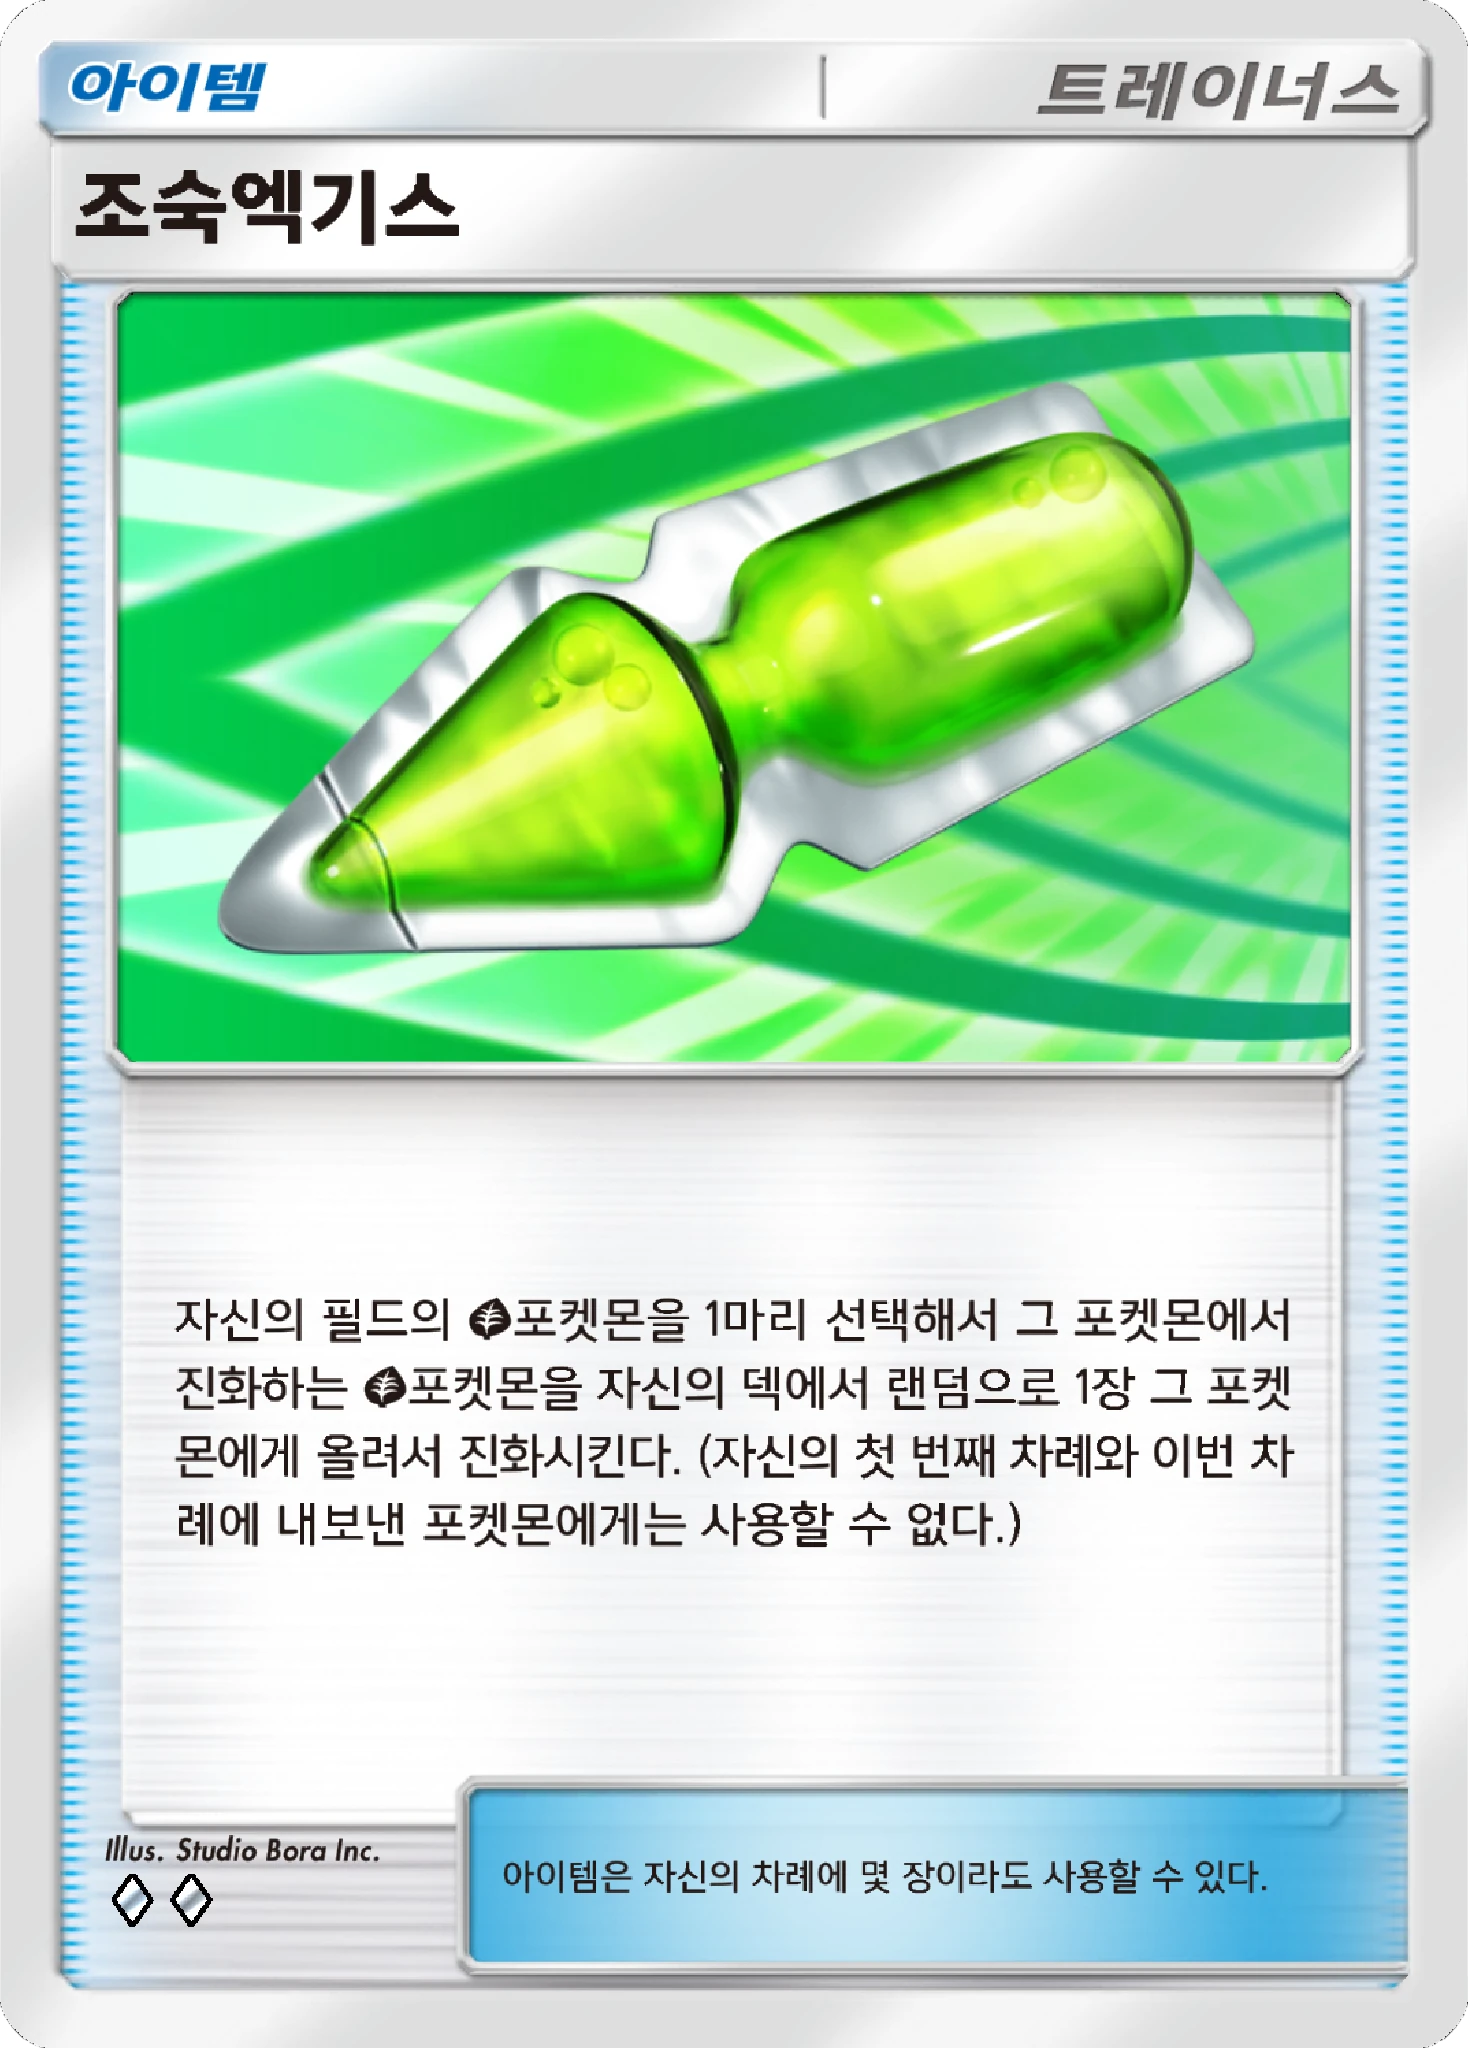 아이템
트레이너스
조숙엑기스
자신의 필드의 포켓몬을 1마리 선택해서 그 포켓몬에서
진화하는 포켓몬을 자신의 덱에서 랜덤으로 1장 그 포켓
몬에게 올려서 진화시킨다. (자신의 첫 번째 차례와 이번 차
례에 내보낸 포켓몬에게는 사용할 수 없다.)
Illus. Studio Bora Inc.
아이템은 자신의 차례에 몇 장이라도 사용할 수 있다.